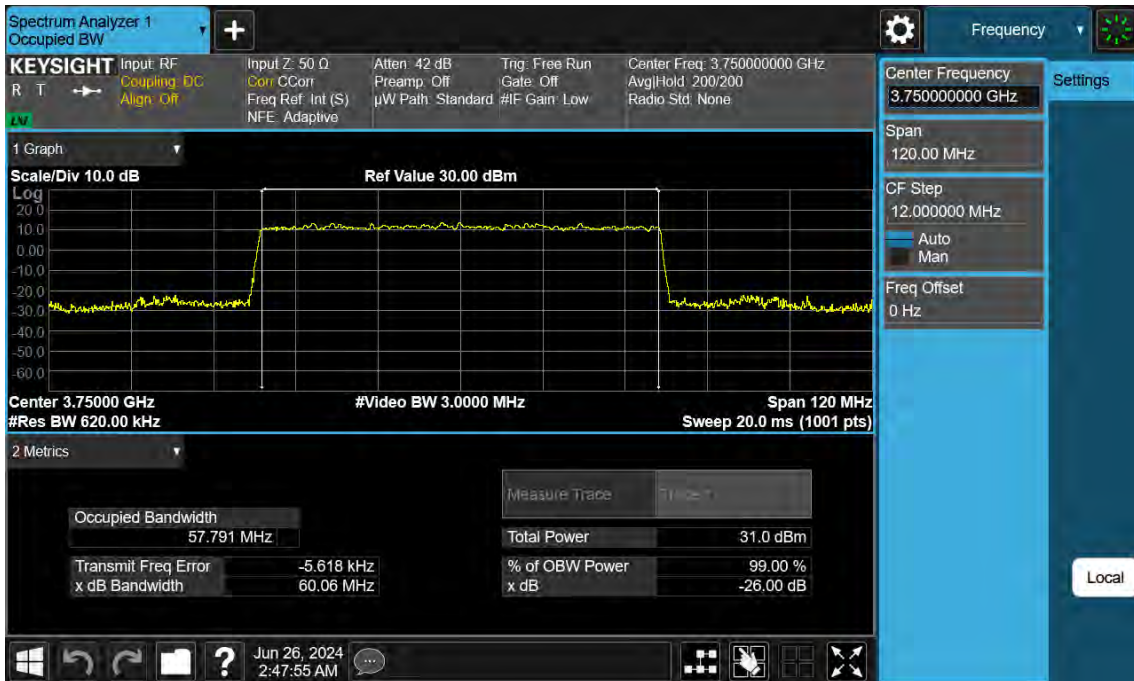 Spectrum Analyzer 1
Occupied BW
Frequency
KEYSIGHT
R T
LNI
Input: RF
Coupling: DC
Align: Off
Input Z: 50 Ω
Corr CCorr
Freq Ref: Int (S)
NFE: Adaptive
Atten: 42 dB
Preamp: Off
µW Path: Standard
Trig: Free Run
Gate: Off
#IF Gain: Low
Center Freq: 3.750000000 GHz
Avg|Hold: 200/200
Radio Std: None
Center Frequency
3.750000000 GHz
Settings
Span
120.00 MHz
CF Step
12.000000 MHz
Auto
Man
Freq Offset
0 Hz
Local
1 Graph
Scale/Div 10.0 dB
Ref Value 30.00 dBm
Log
20.0
10.0
0.00
-10.0
-20.0
-30.0
-40.0
-50.0
-60.0
Center 3.75000 GHz
#Video BW 3.0000 MHz
Span 120 MHz
#Res BW 620.00 kHz
Sweep 20.0 ms (1001 pts)
2 Metrics
Measure Trace
Trace 1
Occupied Bandwidth
57.791 MHz
Total Power 31.0 dBm
Transmit Freq Error -5.618 kHz
% of OBW Power 99.00 %
x dB Bandwidth 60.06 MHz
x dB -26.00 dB
Jun 26, 2024
2:47:55 AM